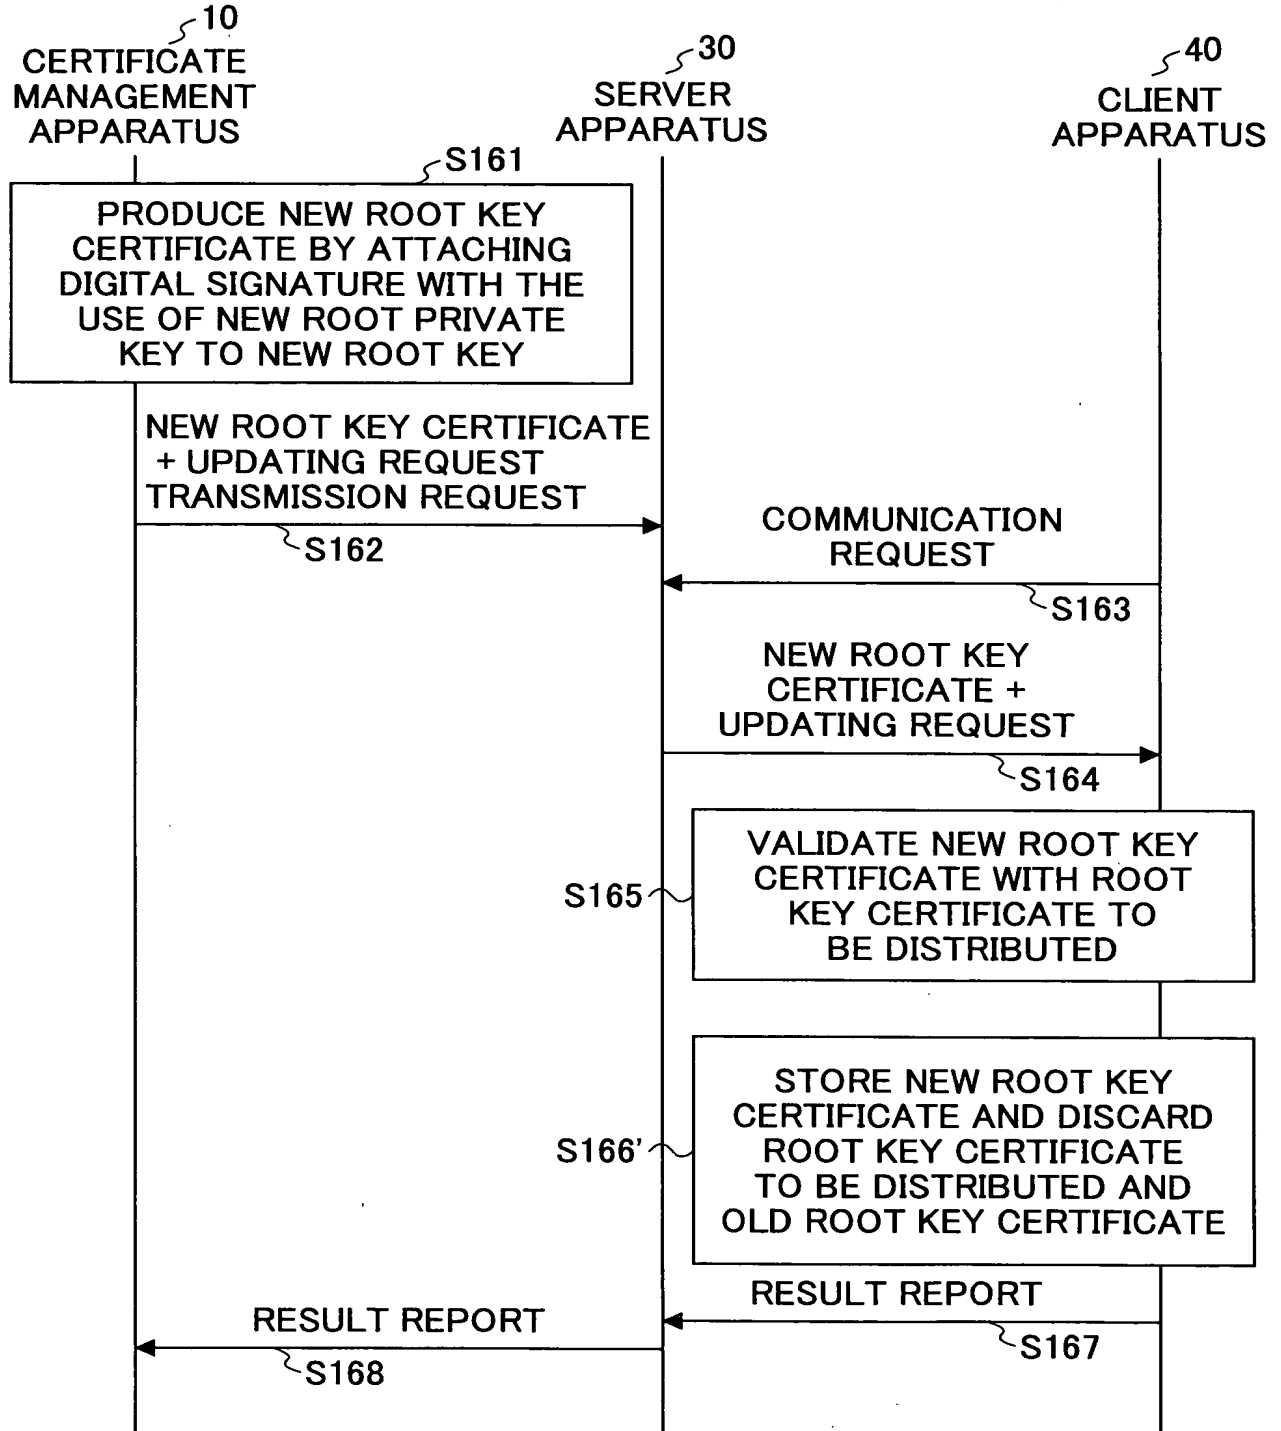 10
CERTIFICATE
MANAGEMENT
APPARATUS
30
SERVER
APPARATUS
40
CLIENT
APPARATUS
S161
PRODUCE NEW ROOT KEY
CERTIFICATE BY ATTACHING
DIGITAL SIGNATURE WITH THE
USE OF NEW ROOT PRIVATE
KEY TO NEW ROOT KEY
NEW ROOT KEY CERTIFICATE
+ UPDATING REQUEST
TRANSMISSION REQUEST
S162
COMMUNICATION
REQUEST
S163
NEW ROOT KEY
CERTIFICATE +
UPDATING REQUEST
S164
VALIDATE NEW ROOT KEY
CERTIFICATE WITH ROOT
KEY CERTIFICATE TO
BE DISTRIBUTED
S165
STORE NEW ROOT KEY
CERTIFICATE AND DISCARD
ROOT KEY CERTIFICATE
TO BE DISTRIBUTED AND
OLD ROOT KEY CERTIFICATE
S166'
RESULT REPORT
S167
RESULT REPORT
S168